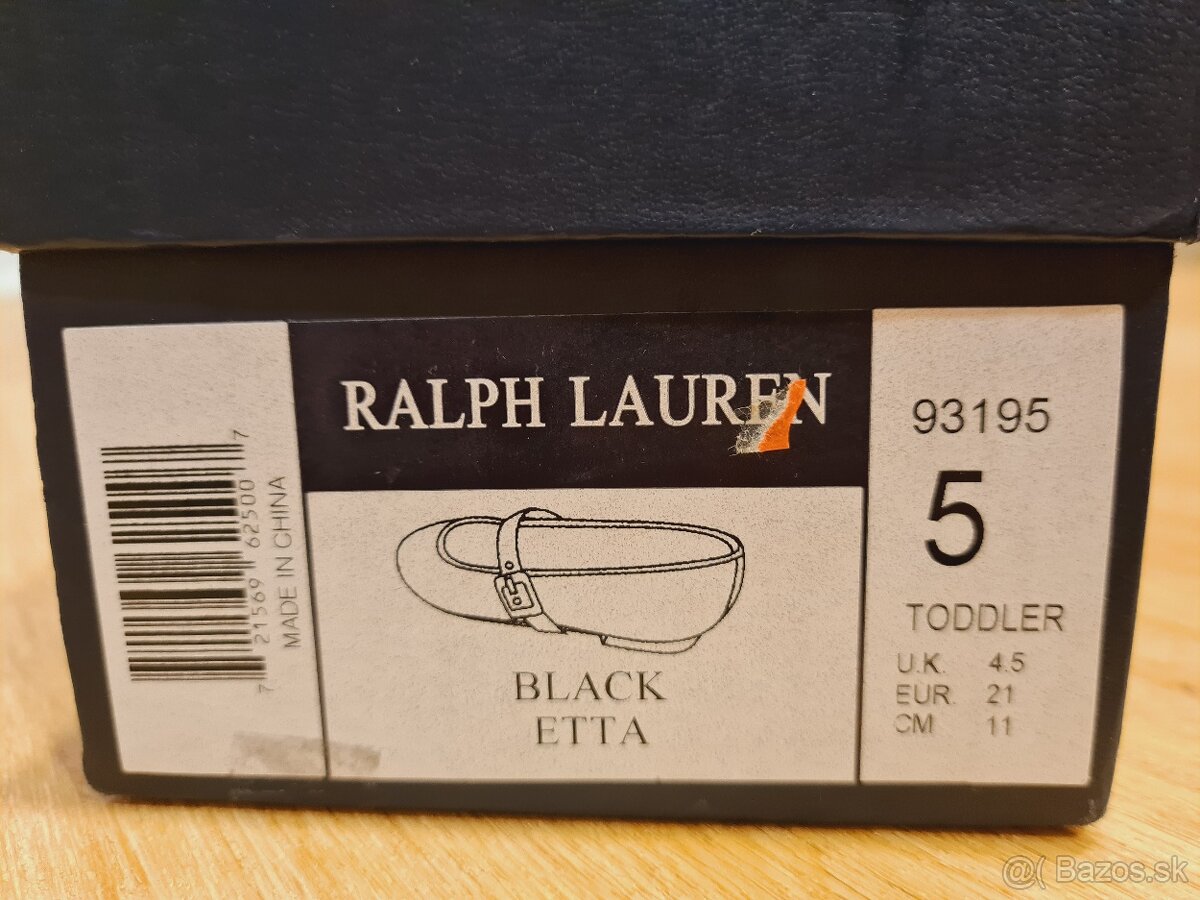 RALPH LAUREN
7 21569 62500 7
MADE IN CHINA
BLACK
ETTA
93195
5
TODDLER
U.K. 4.5
EUR. 21
CM 11
@( Bazos.sk